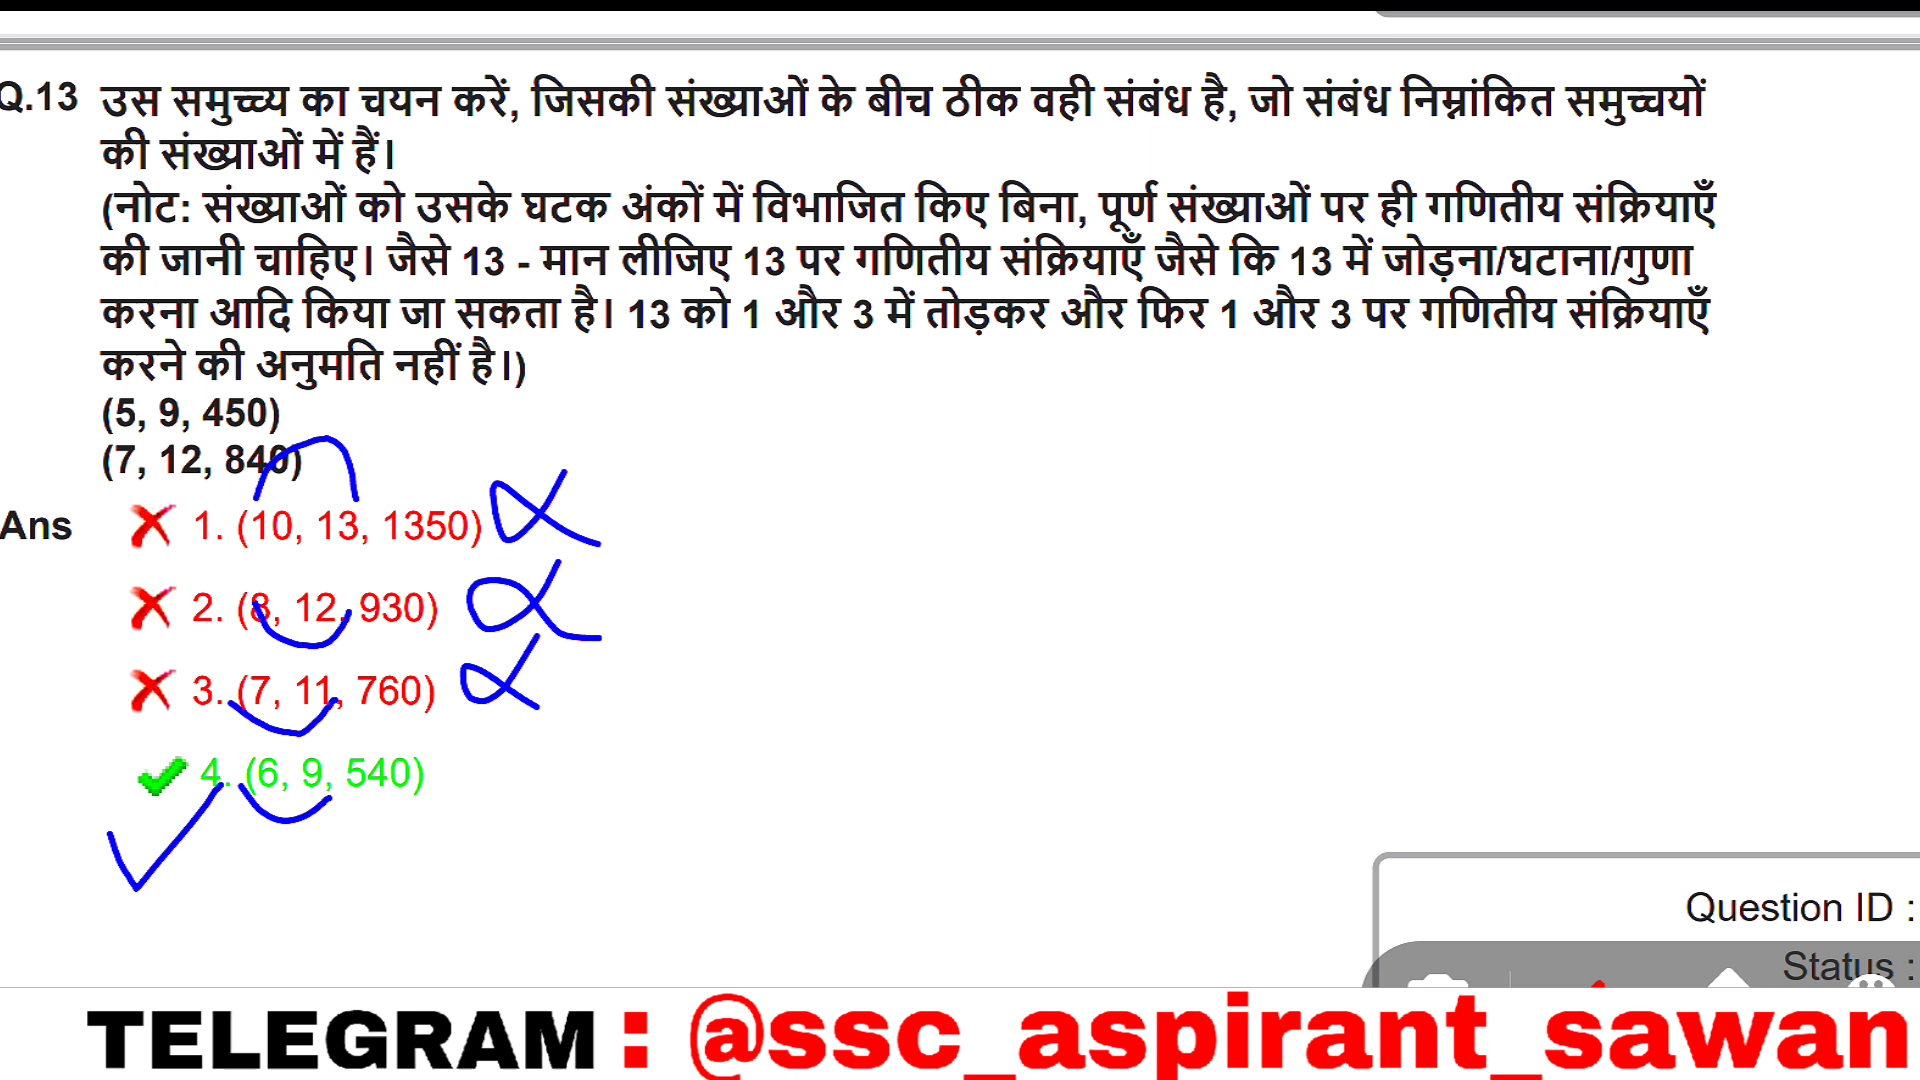 Q.13 उस समुच्च्य का चयन करें, जिसकी संख्याओं के बीच ठीक वही संबंध है, जो संबंध निम्नांकित समुच्चयों
की संख्याओं में हैं।
(नोट: संख्याओं को उसके घटक अंकों में विभाजित किए बिना, पूर्ण संख्याओं पर ही गणितीय संक्रियाएँ
की जानी चाहिए। जैसे 13 - मान लीजिए 13 पर गणितीय संक्रियाएँ जैसे कि 13 में जोड़ना/घटाना/गुणा
करना आदि किया जा सकता है। 13 को 1 और 3 में तोड़कर और फिर 1 और 3 पर गणितीय संक्रियाएँ
करने की अनुमति नहीं है।)
(5, 9, 450)
(7, 12, 840)
Ans 1. (10, 13, 1350)
2. (8, 12, 930)
3. (7, 11, 760)
4. (6, 9, 540)
Question ID :
Status :
TELEGRAM : @ssc_aspirant_sawan